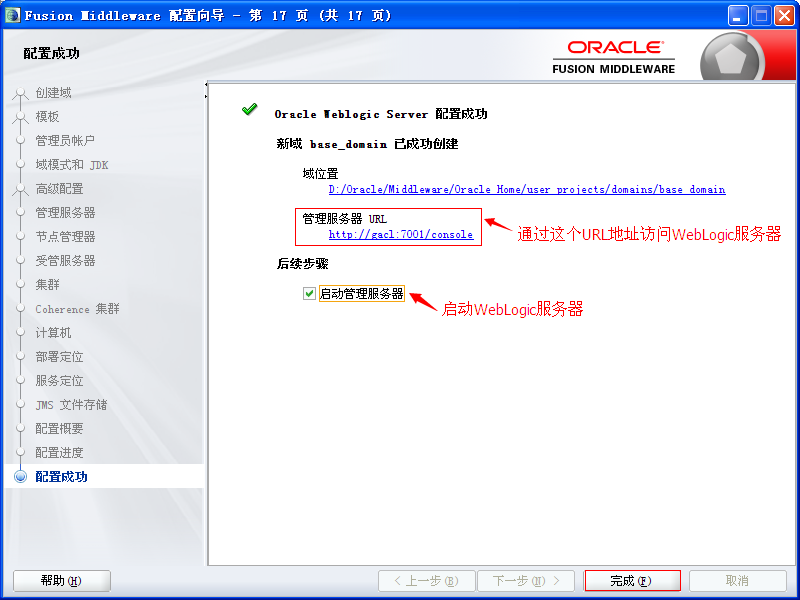 Fusion Middleware 配置向导 - 第 17 页 (共 17 页)
配置成功
ORACLE
FUSION MIDDLEWARE
创建域
模板
管理员帐户
域模式和 JDK
高级配置
管理服务器
节点管理器
受管服务器
集群
Coherence 集群
计算机
部署定位
服务定位
JMS 文件存储
配置概要
配置进度
配置成功
Oracle Weblogic Server 配置成功
新域 base_domain 已成功创建
域位置
D:/Oracle/Middleware/Oracle_Home/user_projects/domains/base_domain
管理服务器 URL
http://gacl:7001/console
通过这个URL地址访问WebLogic服务器
后续步骤
启动管理服务器
启动WebLogic服务器
帮助(H)
< 上一步(B)
下一步(N) >
完成(F)
取消